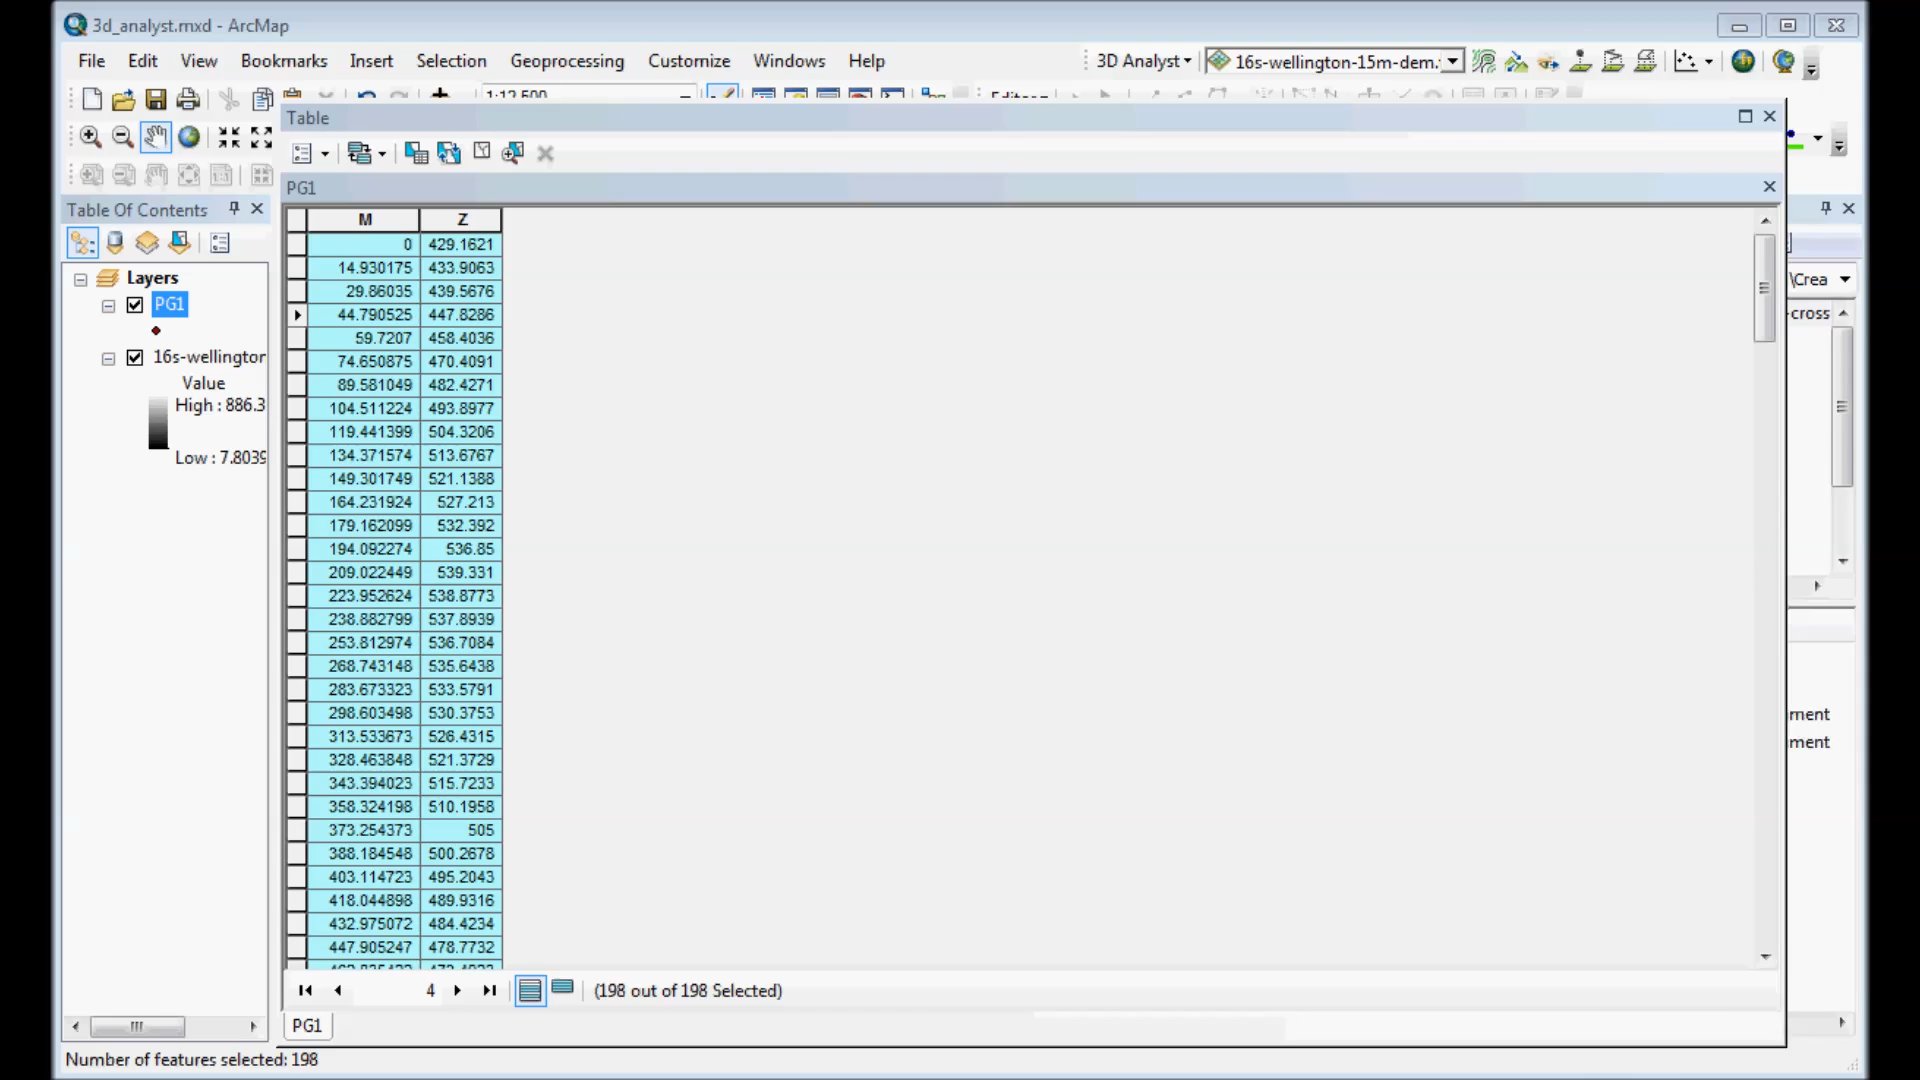 3d_analyst.mxd - ArcMap
File Edit View Bookmarks Insert Selection Geoprocessing Customize Windows Help
3D Analyst 16s-wellington-15m-dem.
1:12,500
Editor
Table
PG1
Table Of Contents
Layers
PG1
16s-wellington
Value
High : 886.3
Low : 7.8039
M Z
0 429.1621
14.930175 433.9063
29.86035 439.5676
44.790525 447.8286
59.7207 458.4036
74.650875 470.4091
89.581049 482.4271
104.511224 493.8977
119.441399 504.3206
134.371574 513.6767
149.301749 521.1388
164.231924 527.213
179.162099 532.392
194.092274 536.85
209.022449 539.331
223.952624 538.8773
238.882799 537.8939
253.812974 536.7084
268.743148 535.6438
283.673323 533.5791
298.603498 530.3753
313.533673 526.4315
328.463848 521.3729
343.394023 515.7233
358.324198 510.1958
373.254373 505
388.184548 500.2678
403.114723 495.2043
418.044898 489.9316
432.975072 484.4234
447.905247 478.7732
4 (198 out of 198 Selected)
PG1
\Crea
-cross
ment
ment
Number of features selected: 198